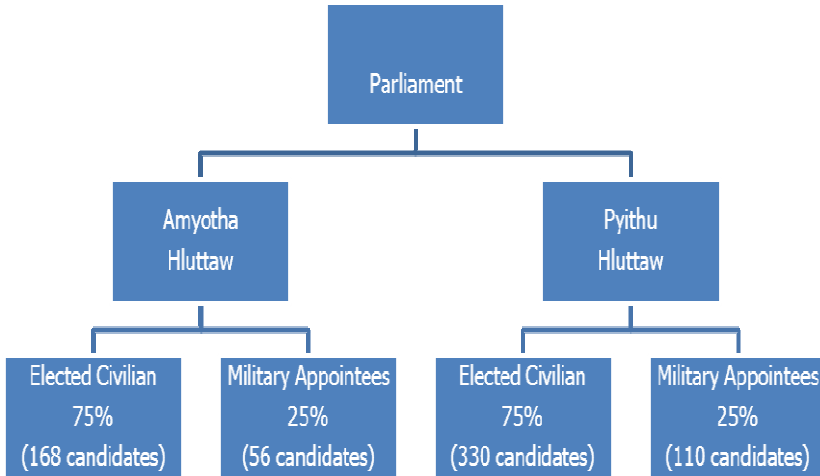 Parliament
Amyotha
Hluttaw
Pyithu
Hluttaw
Elected Civilian
75%
(168 candidates)
Military Appointees
25%
(56 candidates)
Elected Civilian
75%
(330 candidates)
Military Appointees
25%
(110 candidates)